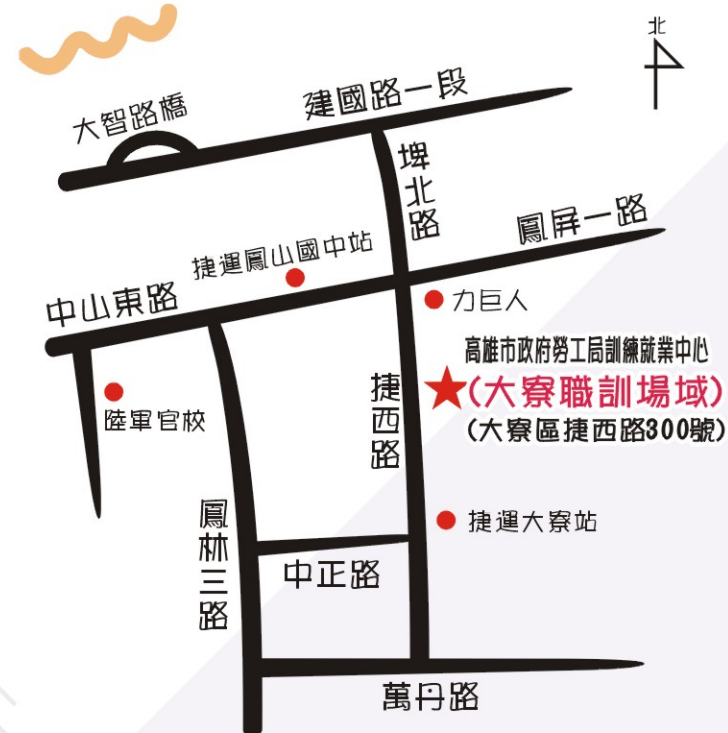 北
大智路橋
建國路一段
埤北路
鳳屏一路
捷運鳳山國中站
中山東路
力巨人
高雄市政府勞工局訓練就業中心
(大寮職訓場域)
(大寮區捷西路300號)
捷西路
陸軍官校
鳳林三路
捷運大寮站
中正路
萬丹路